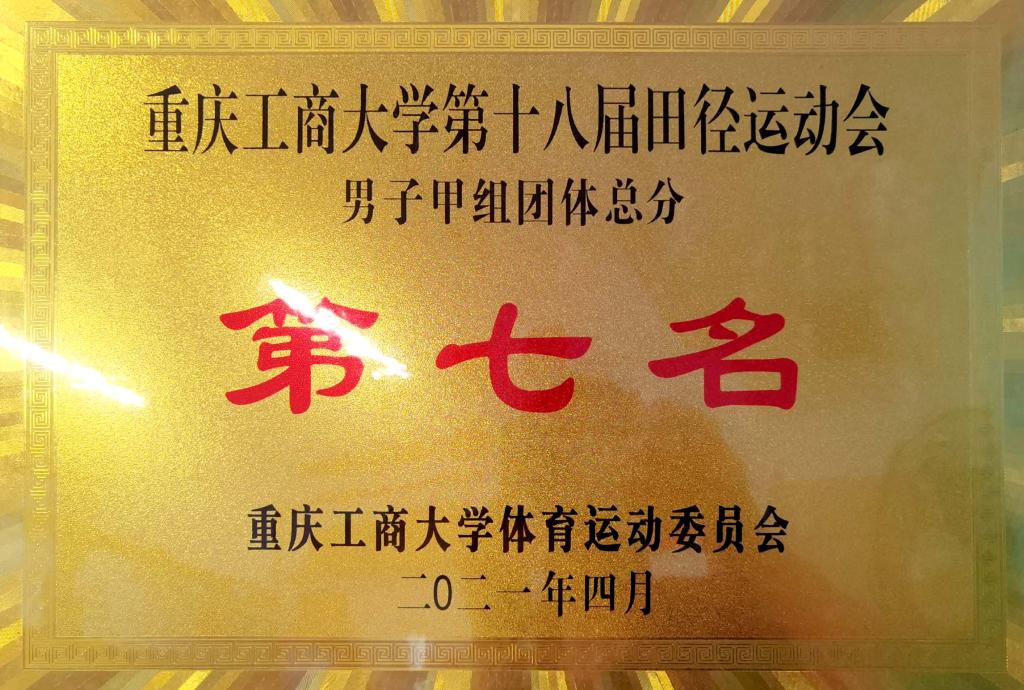 重庆工商大学第十八届田径运动会
男子甲组团体总分
第七名
重庆工商大学体育运动委员会
二0二一年四月